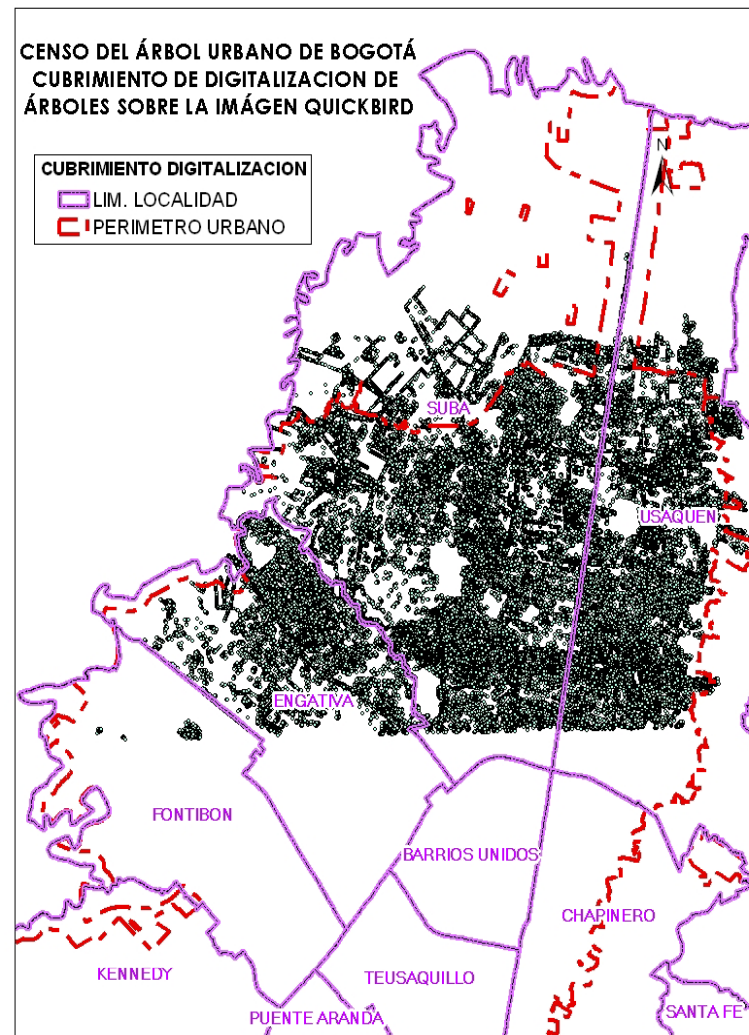 CENSO DEL ÁRBOL URBANO DE BOGOTÁ
CUBRIMIENTO DE DIGITALIZACION DE
ÁRBOLES SOBRE LA IMÁGEN QUICKBIRD
CUBRIMIENTO DIGITALIZACION
LIM. LOCALIDAD
PERIMETRO URBANO
N
SUBA
USAQUEN
ENGATIVA
FONTIBON
BARRIOS UNIDOS
CHAPINERO
KENNEDY
TEUSAQUILLO
PUENTE ARANDA
SANTA FE